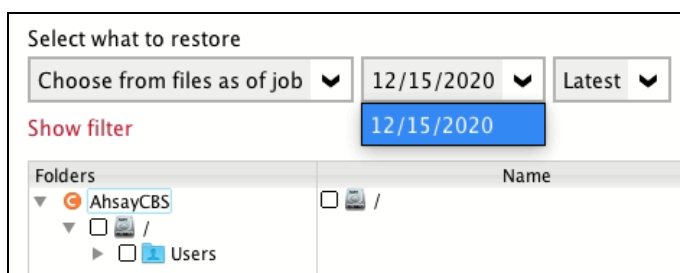 Select what to restore
Choose from files as of job 12/15/2020 Latest
12/15/2020
Show filter
Folders Name
AhsayCBS /
/
Users